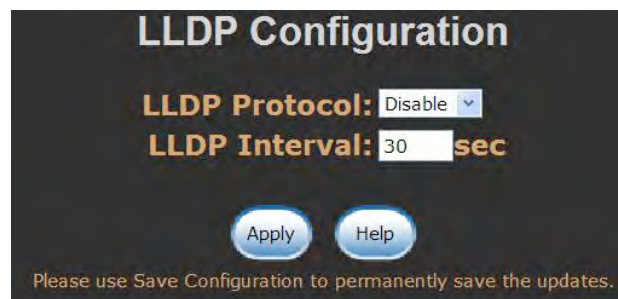 LLDP Configuration
LLDP Protocol: Disable
LLDP Interval: 30 sec
Apply Help
Please use Save Configuration to permanently save the updates.